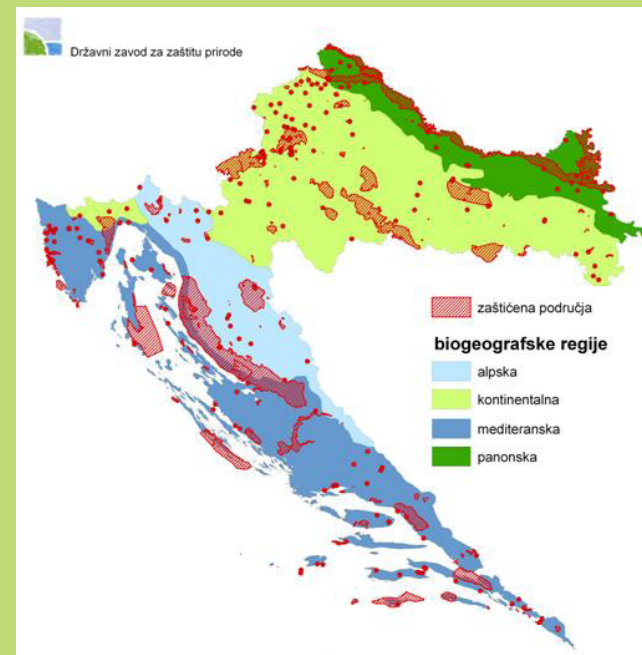 Državni zavod za zaštitu prirode
zaštićena područja
biogeografske regije
alpska
kontinentalna
mediteranska
panonska